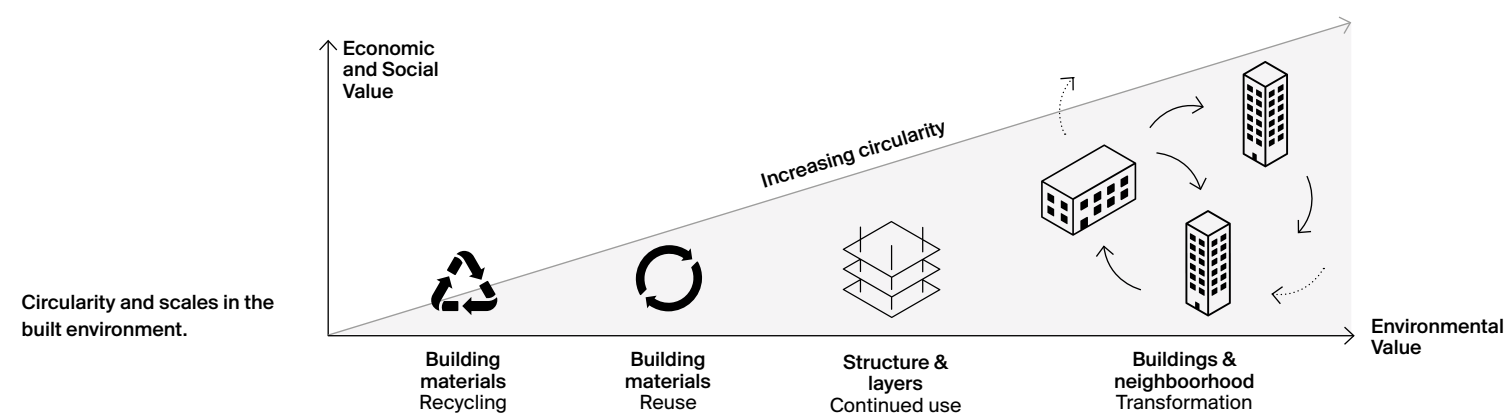 Economic
and Social
Value
Increasing circularity
Circularity and scales in the
built environment.
Environmental
Value
Building
materials
Recycling
Building
materials
Reuse
Structure &
layers
Continued use
Buildings &
neighboorhood
Transformation